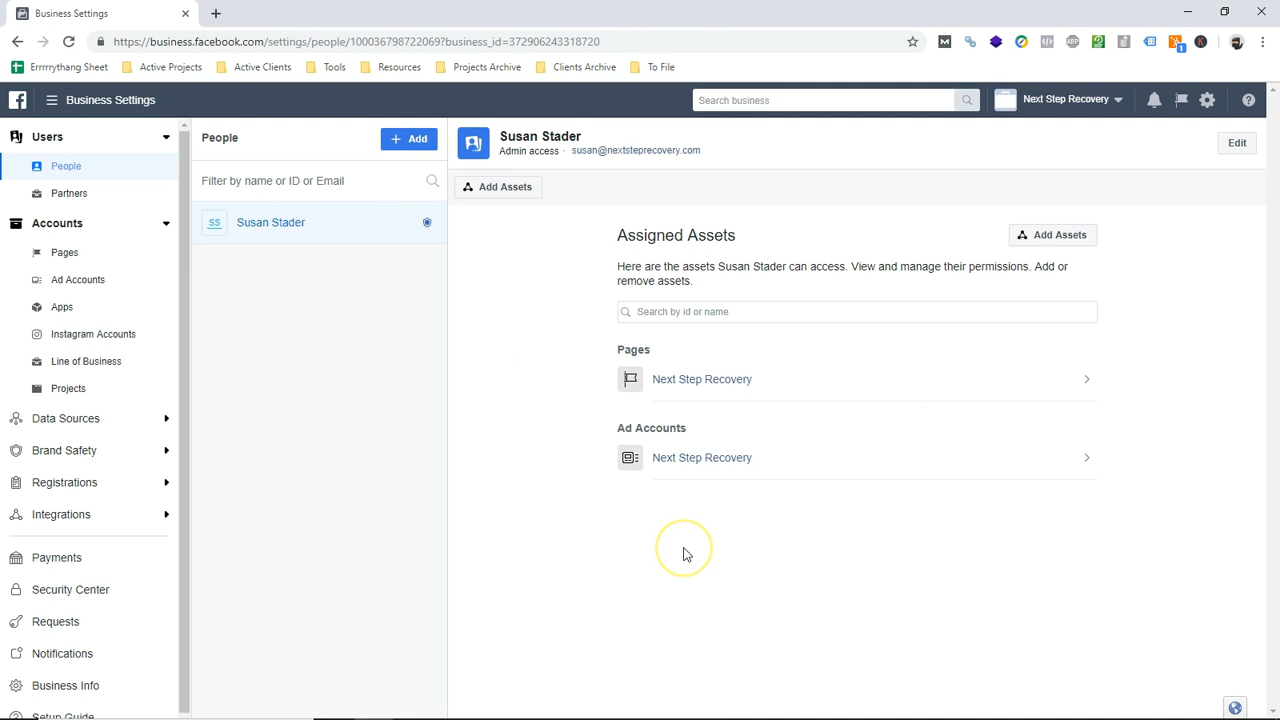 Business Settings
https://business.facebook.com/settings/people/100036798722069?business_id=372906243318720
Errrrrythang Sheet
Active Projects
Active Clients
Tools
Resources
Projects Archive
Clients Archive
To File
Business Settings
Search business
Next Step Recovery
Users
People
Partners
Accounts
Pages
Ad Accounts
Apps
Instagram Accounts
Line of Business
Projects
Data Sources
Brand Safety
Registrations
Integrations
Payments
Security Center
Requests
Notifications
Business Info
Setup Guide
People
+ Add
Filter by name or ID or Email
SS Susan Stader
Susan Stader
Admin access · susan@nextsteprecovery.com
Edit
Add Assets
Assigned Assets
Add Assets
Here are the assets Susan Stader can access. View and manage their permissions. Add or
remove assets.
Search by id or name
Pages
Next Step Recovery
Ad Accounts
Next Step Recovery